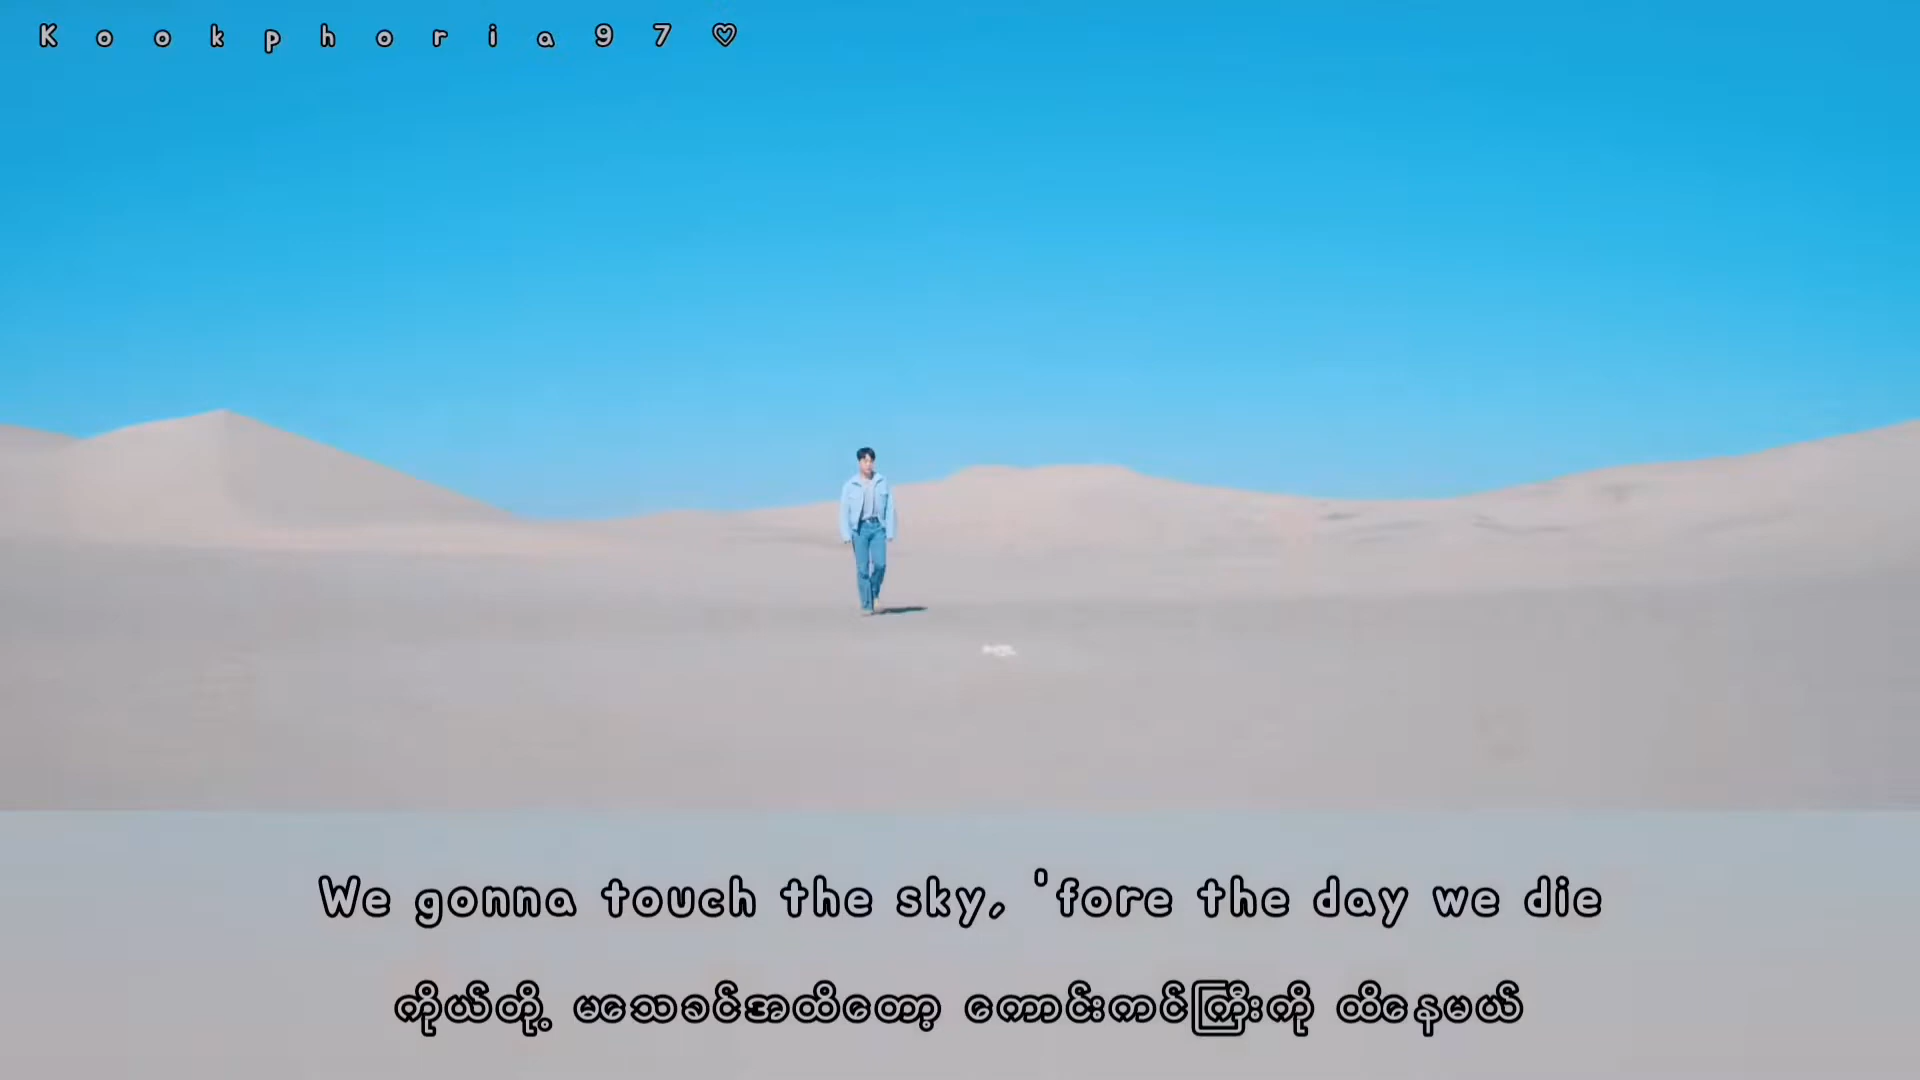 Kookphoria97♡
We gonna touch the sky, 'fore the day we die
ကိုယ်တို့ မသေခင်အထိတော့ ကောင်းကင်ကြီးကို ထိနေမယ်